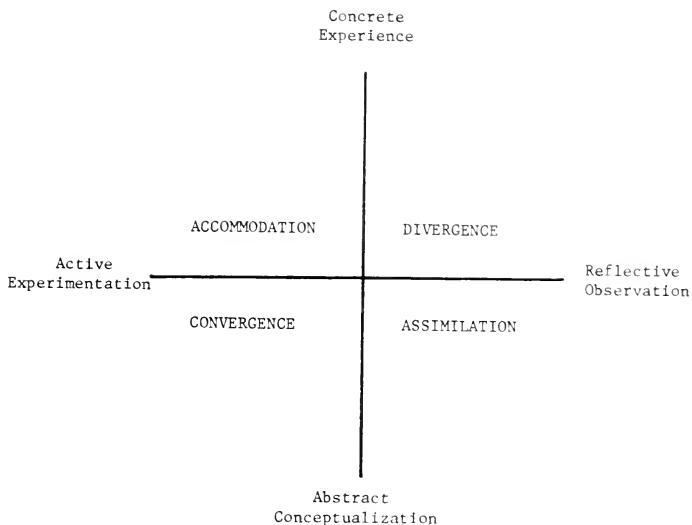 Concrete
Experience
ACCOMMODATION DIVERGENCE
Active
Experimentation
Reflective
Observation
CONVERGENCE ASSIMILATION
Abstract
Conceptualization